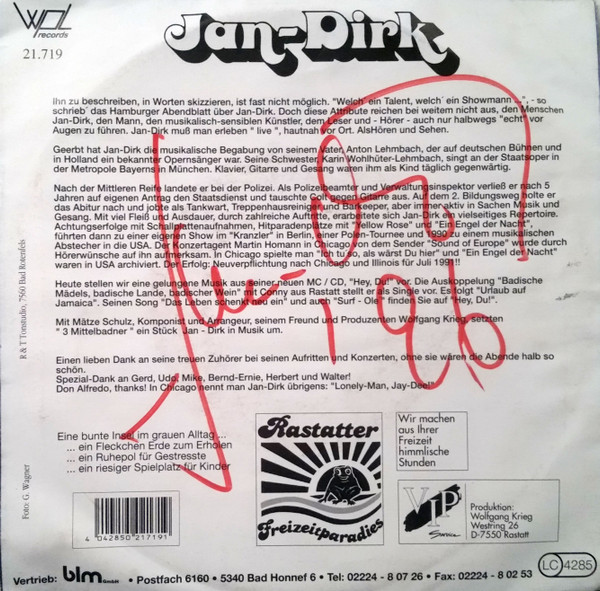 WPL
records
21.719
Jan-Dirk
Ihn zu beschreiben, in Worten skizzieren, ist fast nicht möglich. "Welch´ein Talent, welch´ein Showmann ...", - so
schrieb´das Hamburger Abendblatt über Jan-Dirk. Doch diese Attribute reichen bei weitem nicht aus, den Menschen
Jan-Dirk, den Mann, den musikalisch-sensiblen Künstler, dem Leser und - Hörer - auch nur halbwegs "echt" vor
Augen zu führen. Jan-Dirk muß man erleben " live ", hautnah vor Ort. AlsHören und Sehen.
Geerbt hat Jan-Dirk die musikalische Begabung von seinem Vater, Anton Lehmbach, der auf deutschen Bühnen und
in Holland ein bekannter Opernsänger war. Seine Schwester, Karin Wohlhüter-Lehmbach, singt an der Staatsoper in
der Metropole Bayerns in München. Klavier, Gitarre und Gesang waren ihm als Kind täglich gegenwärtig.
Nach der Mittleren Reife landete er bei der Polizei. Als Polizeibeamter und Verwaltungsinspektor verließ er nach 5
Jahren auf eigenen Antrag den Staatsdienst und tauschte Colt gegen Gitarre aus. Auf dem 2. Bildungsweg holte er
das Abitur nach und jobte als Tankwart, Treppenhausreiniger und Barkeeper, aber immer aktiv in Sachen Musik und
Gesang. Mit viel Fleiß und Ausdauer, durch zahlreiche Auftritte, erarbeitete sich Jan-Dirk ein vielseitiges Repertoire.
Achtungserfolge mit Schallplattenaufnahmen, Hitparadenplätze mit "Yellow Rose" und "Ein Engel der Nacht",
führten dann zu einer eigenen Show im "Kanzler" in Berlin, einer Polen-Tournee und 1990 zu einem musikalischen
Abstecher in die USA. Der Konzertagent Martin Homann in Chicago von dem Sender "Sound of Europe" wurde durch
Hörerwünsche auf ihn aufmerksam. In Chicago spielte man "Tu so, als wärst Du hier" und "Ein Engel der Nacht"
waren in USA archiviert. Der Erfolg: Neuverpflichtung nach Chicago und Illinois für Juli 1991!!
Heute stellen wir eine gelungene Musik aus seiner neuen MC / CD, "Hey, Du!" vor. Die Auskoppelung "Badische
Mädels, badische Lande, badischer Wein" mit Conny aus Rastatt stellt er als Single vor. Es folgt "Urlaub auf
Jamaica". Seinen Song "Das Leben so leben so ein" und auch "Surf - Ole" finden Sie auf "Hey, Du!".
Mit Mätze Schulz, Komponist und Arrangeur, seinem Freund und Produzenten Wolfgang Krieg, setzten
" 3 Mittelbadner " ein Stück Jan - Dirk in Musik um.
Einen lieben Dank an seine treuen Zuhörer bei seinen Auftritten und Konzerten, ohne sie wären die Abende halb so
schön.
Spezial-Dank an Gerd, Udo, Mike, Bernd-Ernie, Herbert und Walter!
Don Alfredo, thanks! In Chicago nennt man Jan-Dirk übrigens: "Lonely-Man, Jay-Dee!"
Eine bunte Insel im grauen Alltag ...
... ein Fleckchen Erde zum Erholen
... ein Ruhepol für Gestresste
... ein riesiger Spielplatz für Kinder
R & T Tonstudio, 7560 Bad Rotenfels
Foto: G. Wagner
Rastatter
Freizeitparadies
Wir machen
aus Ihrer
Freizeit
himmlische
Stunden
VIP
Service
Produktion:
Wolfgang Krieg
Westring 26
D-7550 Rastatt
4 042850 217191
Vertrieb: blm GmbH • Postfach 6160 • 5340 Bad Honnef 6 • Tel: 02224 - 8 07 26 • Fax: 02224 - 8 02 53
LC 4285